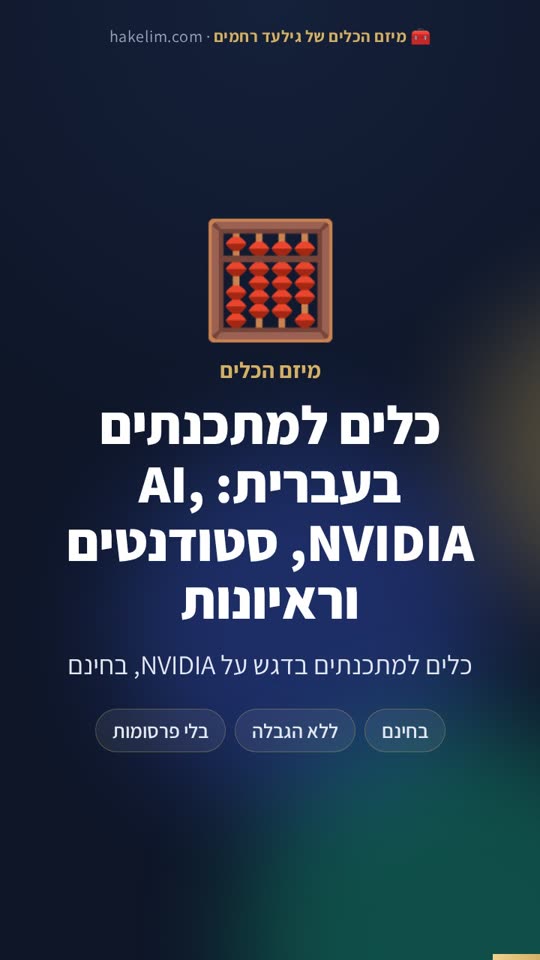 🧰 מיזם הכלים של גילעד רחמים · hakelim.com
מיזם הכלים
כלים למתכנתים
בעברית: AI,
NVIDIA, סטודנטים
וראיונות
כלים למתכנתים בדגש על NVIDIA, בחינם
בחינם
ללא הגבלה
בלי פרסומות